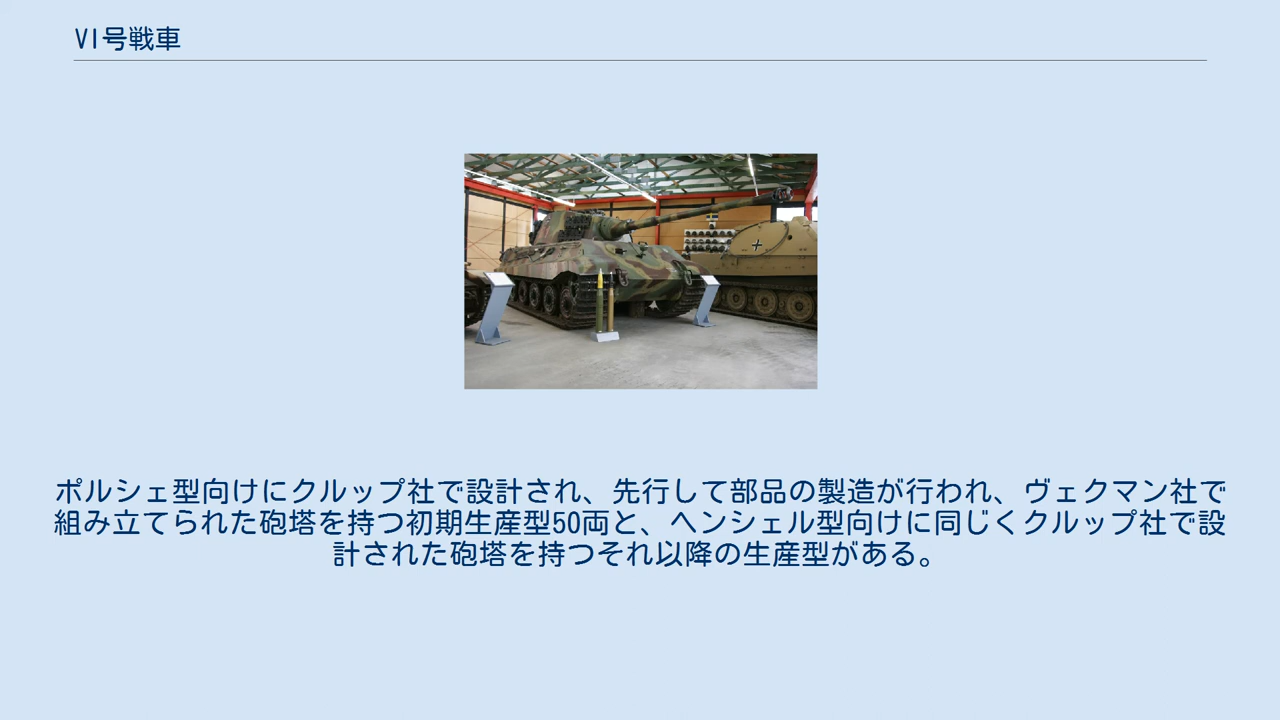 VI号戦車
ポルシェ型向けにクルップ社で設計され、先行して部品の製造が行われ、ヴェクマン社で
組み立てられた砲塔を持つ初期生産型50両と、ヘンシェル型向けに同じくクルップ社で設
計された砲塔を持つそれ以降の生産型がある。